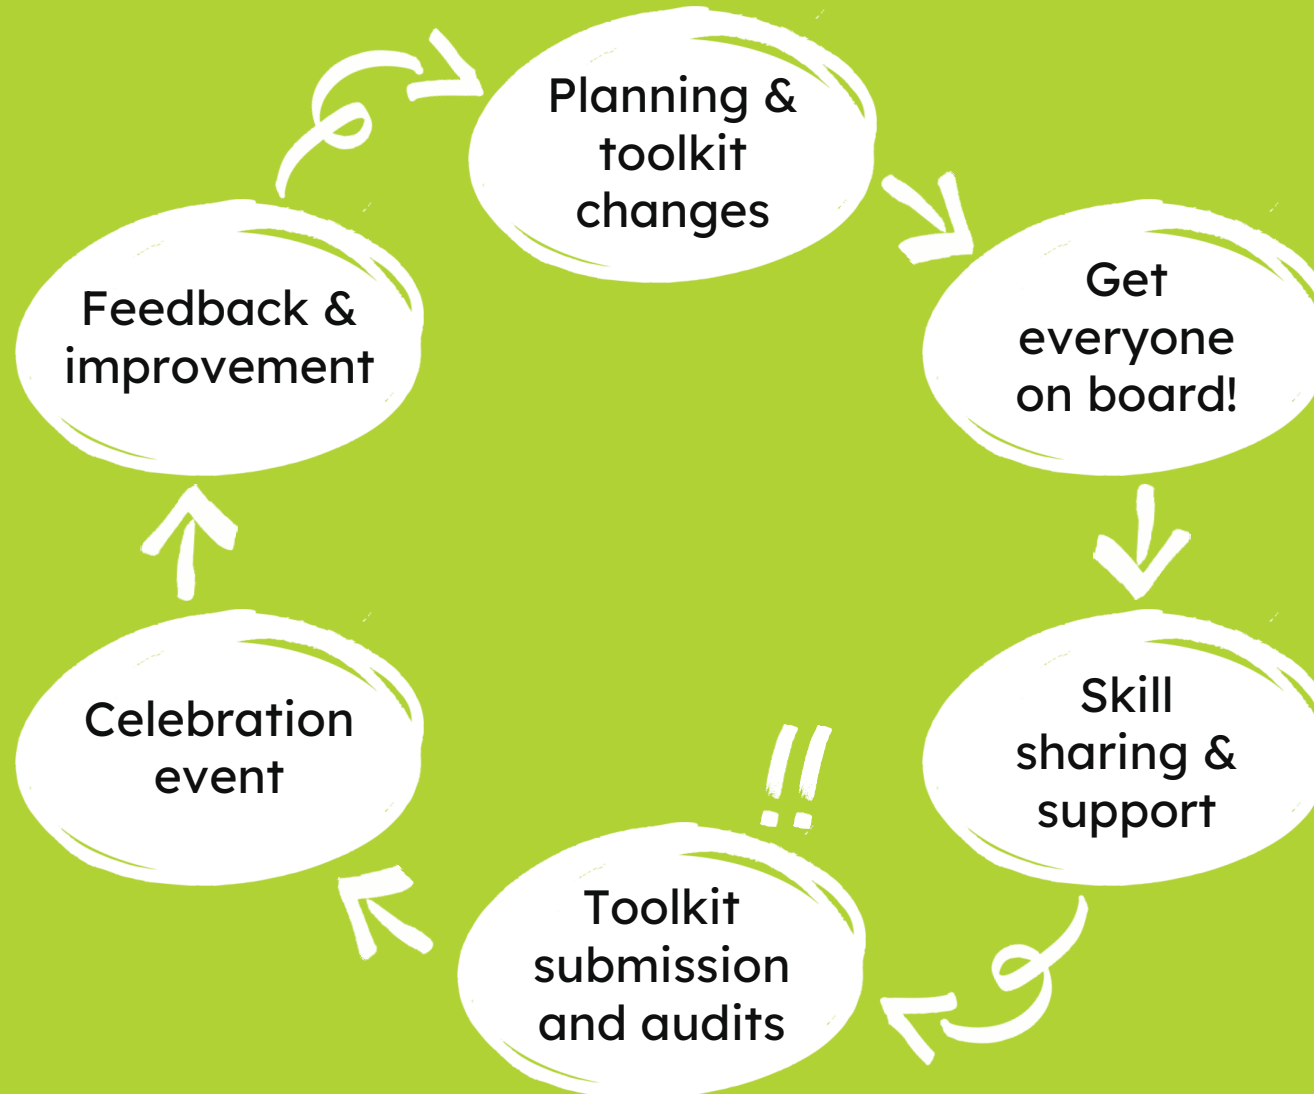 Planning &
toolkit
changes
Get
everyone
on board!
Skill
sharing &
support
Toolkit
submission
and audits
Celebration
event
Feedback &
improvement
!!